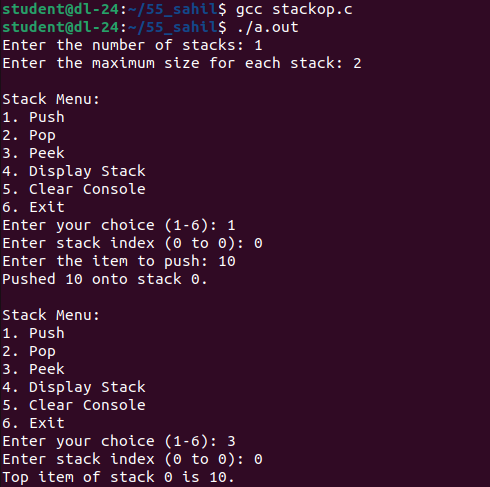 student@dl-24:~/55_sahil$ gcc stackop.c
student@dl-24:~/55_sahil$ ./a.out
Enter the number of stacks: 1
Enter the maximum size for each stack: 2

Stack Menu:
1. Push
2. Pop
3. Peek
4. Display Stack
5. Clear Console
6. Exit
Enter your choice (1-6): 1
Enter stack index (0 to 0): 0
Enter the item to push: 10
Pushed 10 onto stack 0.

Stack Menu:
1. Push
2. Pop
3. Peek
4. Display Stack
5. Clear Console
6. Exit
Enter your choice (1-6): 3
Enter stack index (0 to 0): 0
Top item of stack 0 is 10.